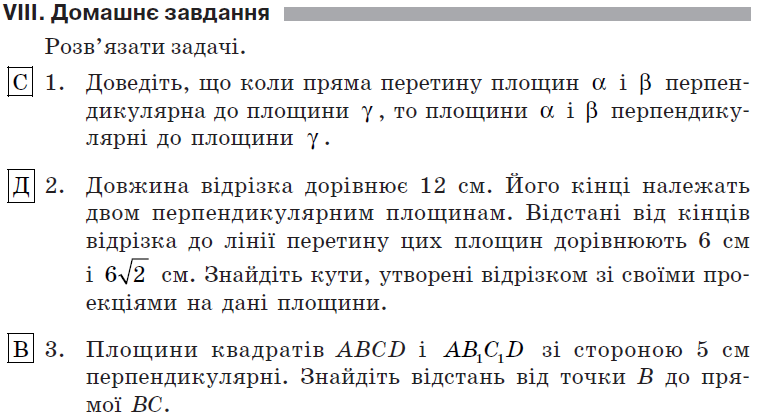 VIII. Домашнє завдання
Розв’язати задачі.
С 1. Доведіть, що коли пряма перетину площин α і β перпен-
дикулярна до площини γ, то площини α і β перпендику-
лярні до площини γ.
Д 2. Довжина відрізка дорівнює 12 см. Його кінці належать
двом перпендикулярним площинам. Відстані від кінців
відрізка до лінії перетину цих площин дорівнюють 6 см
і 6√2 см. Знайдіть кути, утворені відрізком зі своїми про-
екціями на дані площини.
В 3. Площини квадратів ABCD і AB₁C₁D зі стороною 5 см
перпендикулярні. Знайдіть відстань від точки B до пря-
мої BC.